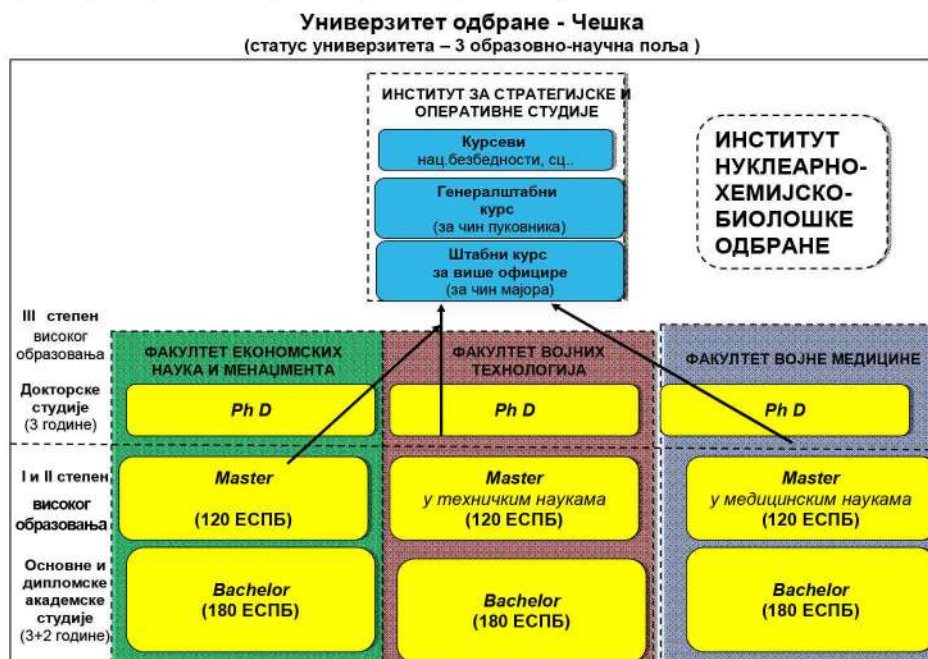 Универзитет одбране - Чешка
(статус универзитета – 3 образовно-научна поља )
ИНСТИТУТ ЗА СТРАТЕГИЈСКЕ И
ОПЕРАТИВНЕ СТУДИЈЕ
Курсеви
нац.безбедности, сц..
Генералштабни
курс
(за чин пуковника)
Штабни курс
за више официре
(за чин мајора)
ИНСТИТУТ
НУКЛЕАРНО-
ХЕМИЈСКО-
БИОЛОШКЕ
ОДБРАНЕ
III степен
високог
образовања
Докторске
студије
(3 године)
I и II степен
високог
образовања
Основне и
дипломске
академске
студије
(3+2 године)
ФАКУЛТЕТ ЕКОНОМСКИХ
НАУКА И МЕНАЏМЕНТА
Ph D
Master
(120 ЕСПБ)
Bachelor
(180 ЕСПБ)
ФАКУЛТЕТ ВОЈНИХ
ТЕХНОЛОГИЈА
Ph D
Master
у техничким наукама
(120 ЕСПБ)
Bachelor
(180 ЕСПБ)
ФАКУЛТЕТ ВОЈНЕ МЕДИЦИНЕ
Ph D
Master
у медицинским наукама
(120 ЕСПБ)
Bachelor
(180 ЕСПБ)